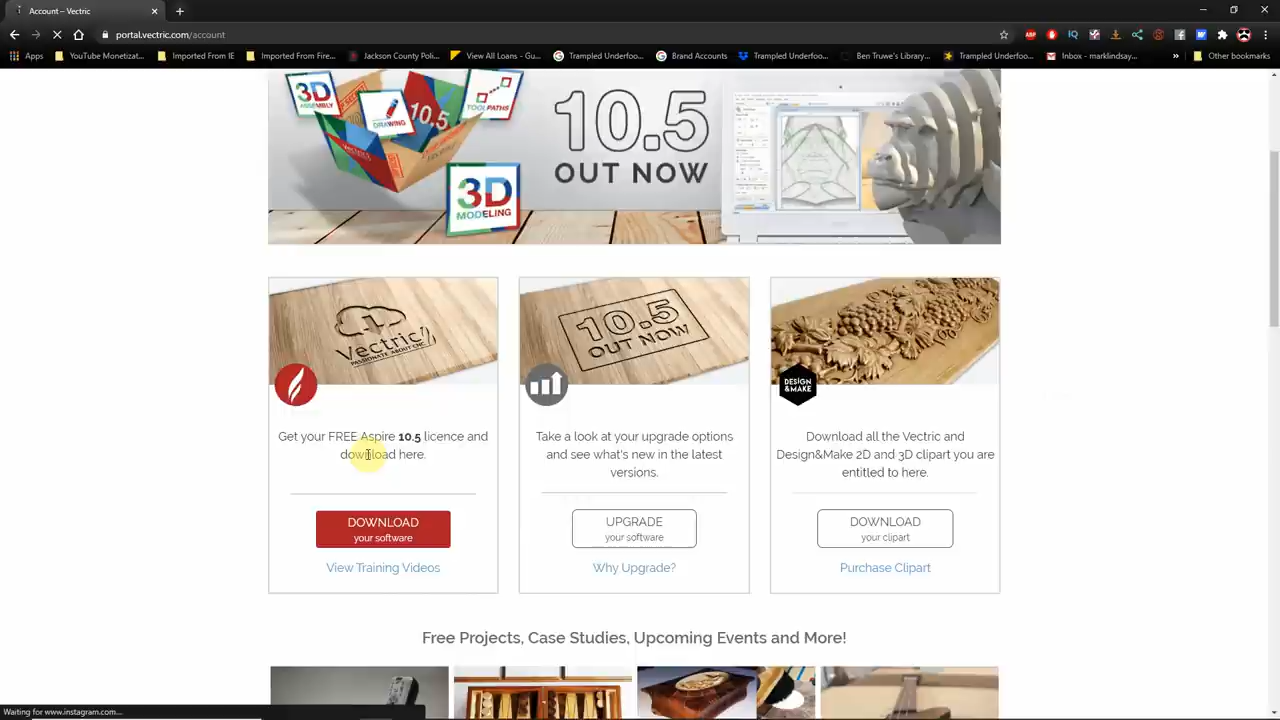 Account – Vectric
portal.vectric.com/account
Apps
YouTube Monetizat...
Imported From IE
Imported From Fire...
Jackson County Poli...
View All Loans - Gu...
Trampled Underfoo...
Brand Accounts
Trampled Underfoo...
Ben Truwe's Library...
Trampled Underfoo...
Inbox - marklindsay...
Other bookmarks
3D
ASSEMBLY
DRAWING
10.5
TOOLPATHS
VECTRIC
3D
MODELING
10.5
OUT NOW
Vectric
PASSIONATE ABOUT CNC
10.5
OUT NOW
DESIGN
&MAKE
Get your FREE Aspire 10.5 licence and
download here.
DOWNLOAD
your software
View Training Videos
Take a look at your upgrade options
and see what's new in the latest
versions.
UPGRADE
your software
Why Upgrade?
Download all the Vectric and
Design&Make 2D and 3D clipart you are
entitled to here.
DOWNLOAD
your clipart
Purchase Clipart
Free Projects, Case Studies, Upcoming Events and More!
Waiting for www.instagram.com...